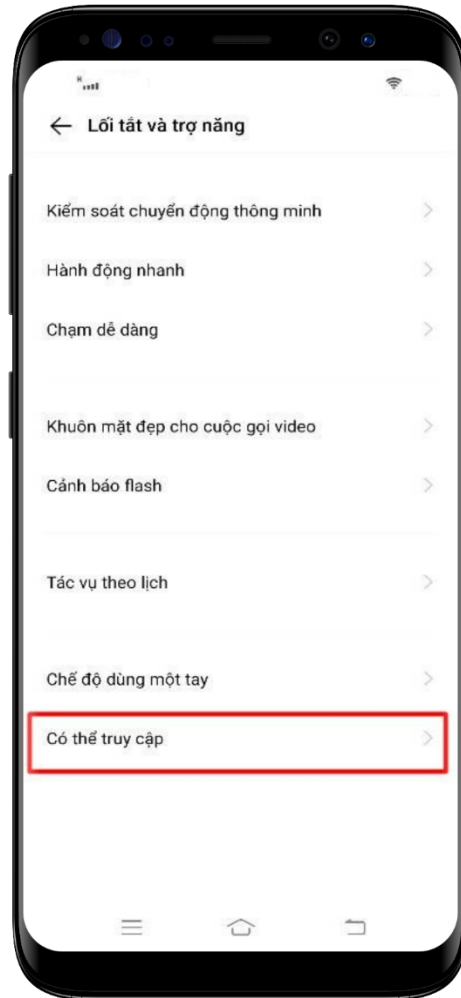 H
Lối tắt và trợ năng
Kiểm soát chuyển động thông minh
Hành động nhanh
Chạm dễ dàng
Khuôn mặt đẹp cho cuộc gọi video
Cảnh báo flash
Tác vụ theo lịch
Chế độ dùng một tay
Có thể truy cập